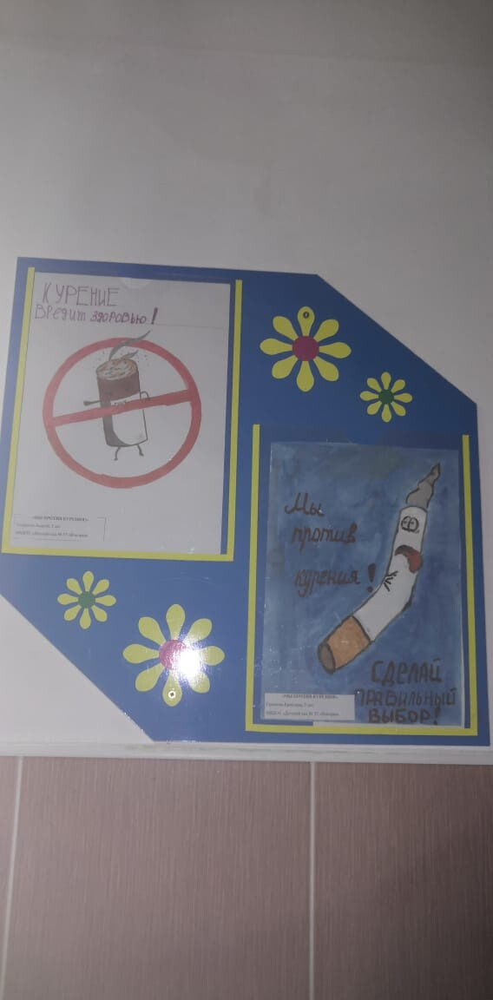 КУРЕНИЕ
Вредит здоровью!
«МЫ ПРОТИВ КУРЕНИЯ!»
Мы
против
курения!
СДЕЛАЙ
ПРАВИЛЬНЫЙ
ВЫБОР!
«МЫ ПРОТИВ КУРЕНИЯ!»